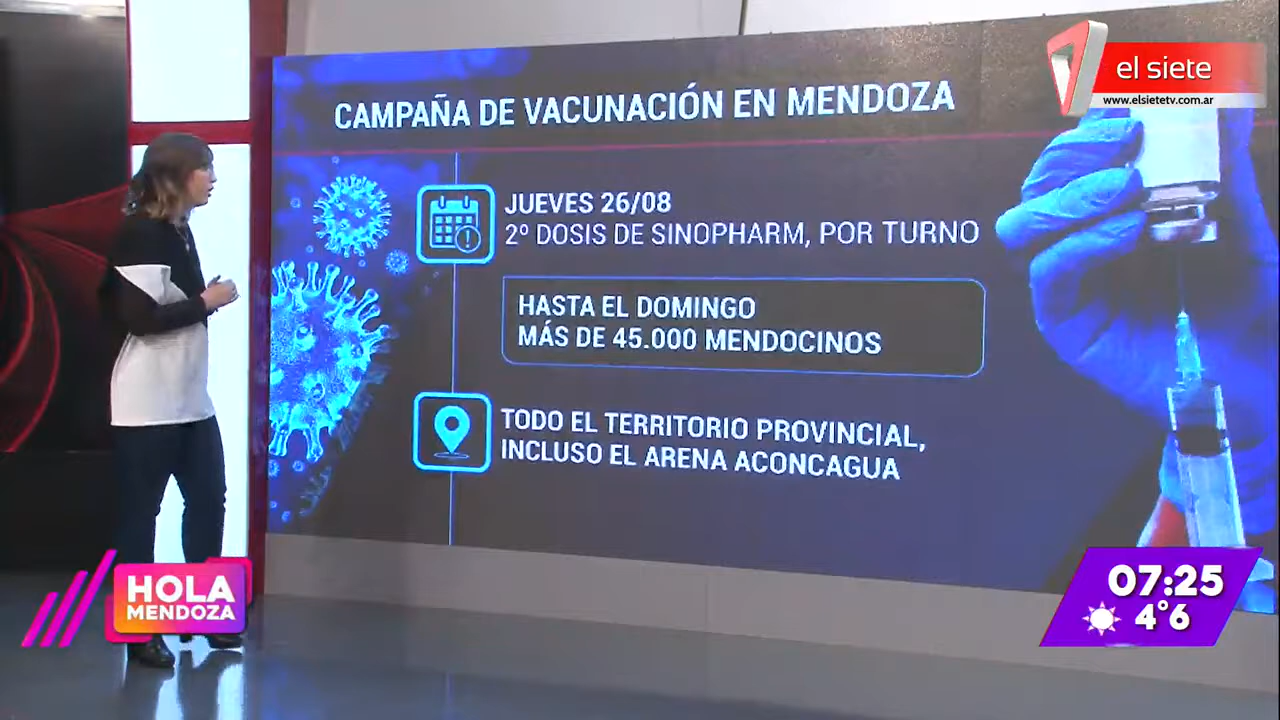 el siete
www.elsietetv.com.ar
CAMPAÑA DE VACUNACIÓN EN MENDOZA
JUEVES 26/08
2º DOSIS DE SINOPHARM, POR TURNO
HASTA EL DOMINGO
MÁS DE 45.000 MENDOCINOS
TODO EL TERRITORIO PROVINCIAL,
INCLUSO EL ARENA ACONCAGUA
HOLA
MENDOZA
07:25
4°6